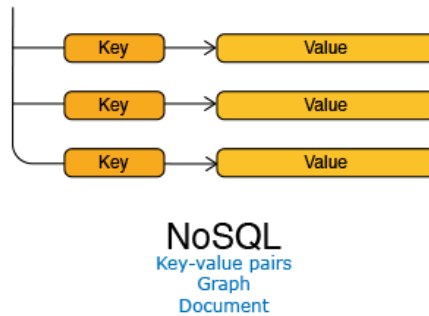 Key Value
Key Value
Key Value
NoSQL
Key-value pairs
Graph
Document